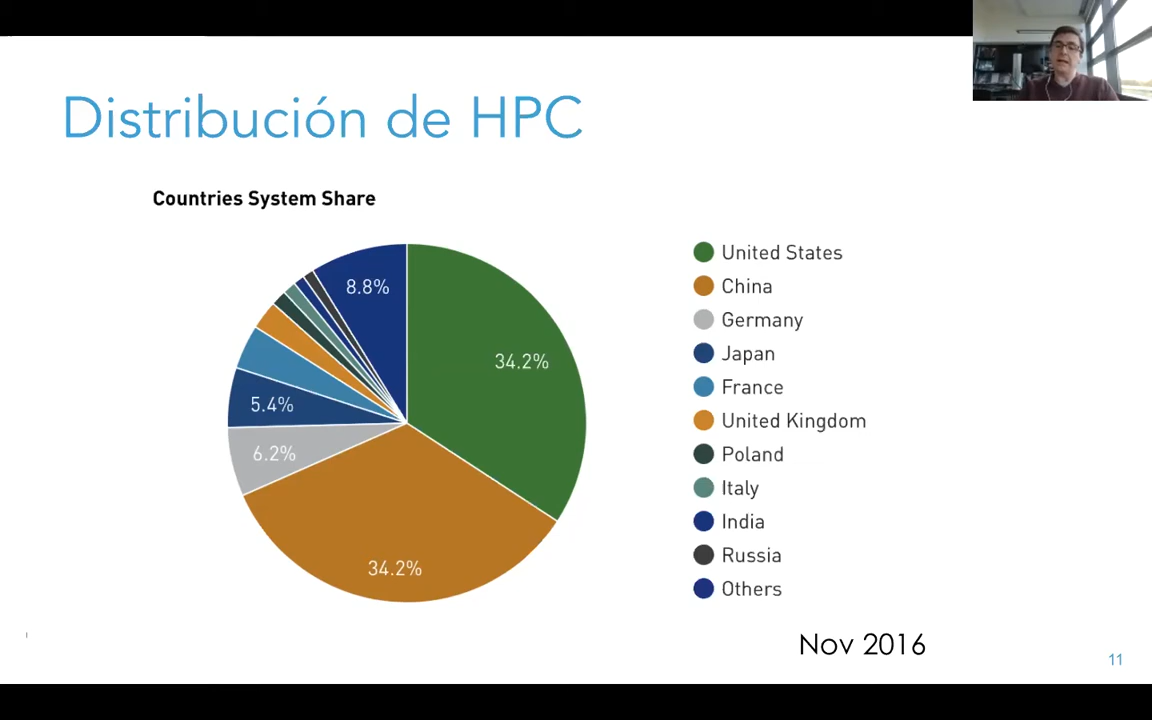 Distribución de HPC
Countries System Share
8.8%
34.2%
5.4%
6.2%
34.2%
United States
China
Germany
Japan
France
United Kingdom
Poland
Italy
India
Russia
Others
Nov 2016
11